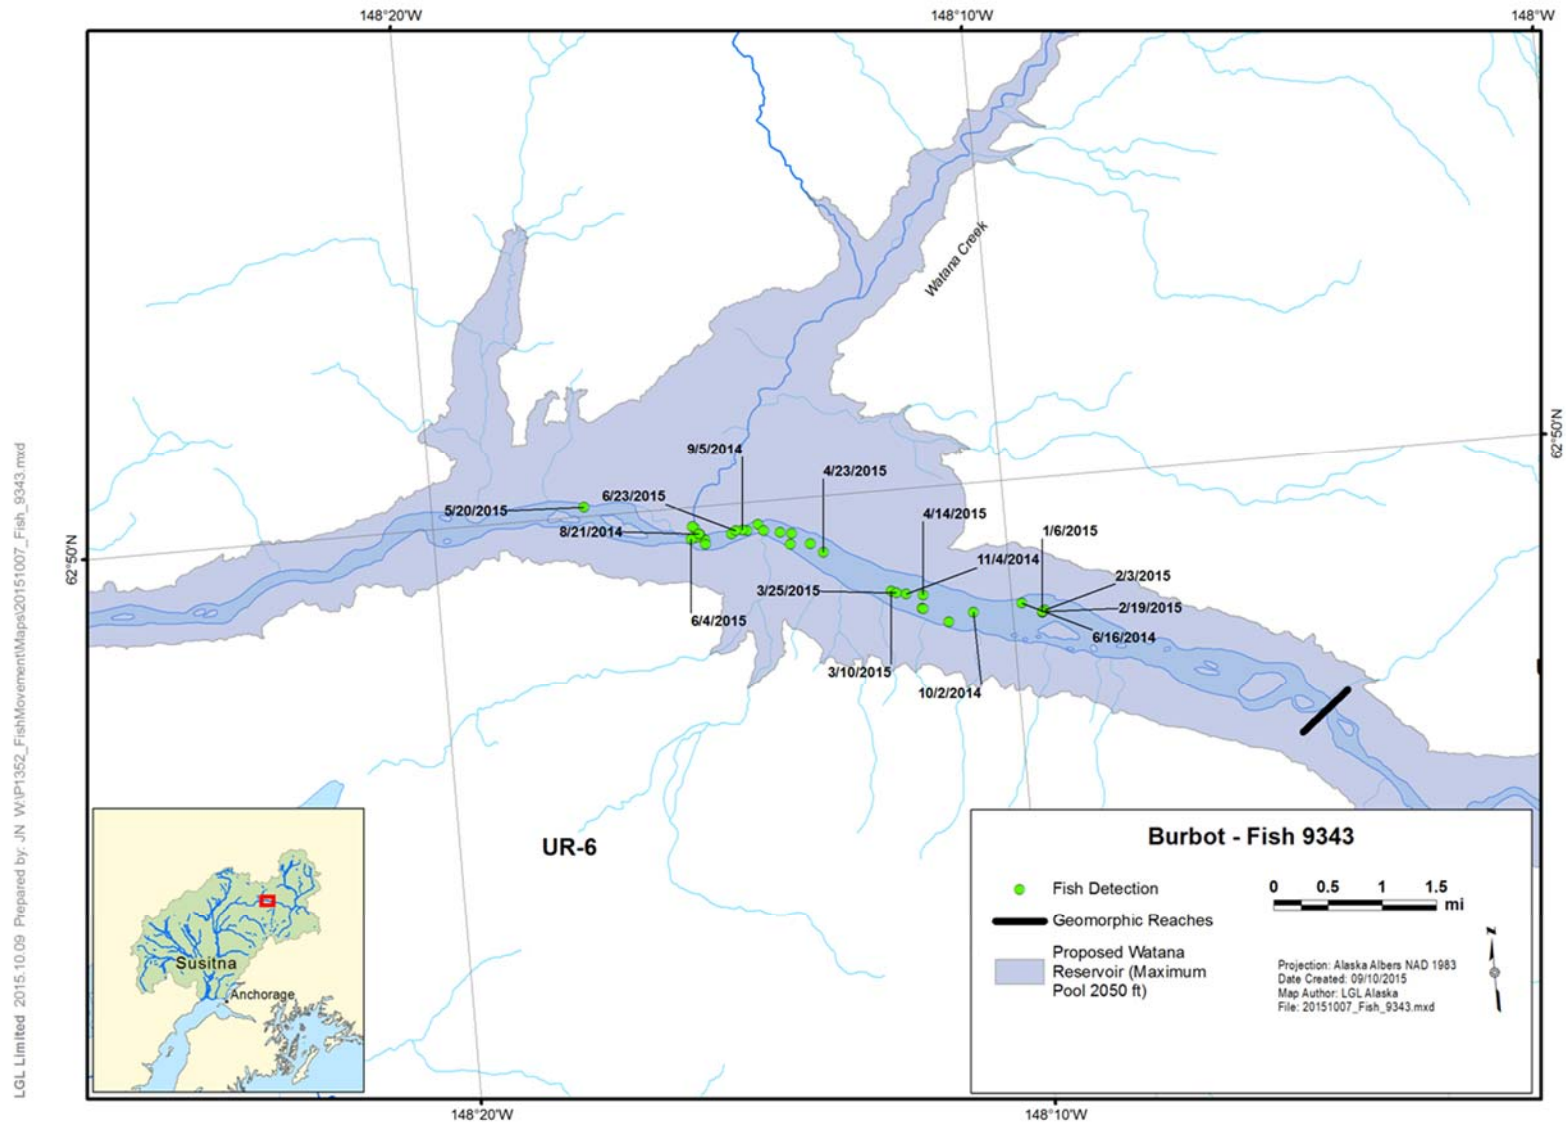 148°20'W
148°10'W
148°W
LGL Limited 2015.10.09 Prepared by: JN W:\P1352_FishMovement\Maps\20151007_Fish_9343.mxd
Watana Creek
62°50'N
9/5/2014
4/23/2015
6/23/2015
5/20/2015
8/21/2014
4/14/2015
1/6/2015
11/4/2014
2/3/2015
62°50'N
3/25/2015
2/19/2015
6/4/2015
6/16/2014
3/10/2015
10/2/2014
UR-6
Susitna
Anchorage
Burbot - Fish 9343
Fish Detection
Geomorphic Reaches
Proposed Watana
Reservoir (Maximum
Pool 2050 ft)
0 0.5 1 1.5
mi
N
Projection: Alaska Albers NAD 1983
Date Created: 09/10/2015
Map Author: LGL Alaska
File: 20151007_Fish_9343.mxd
148°20'W
148°10'W